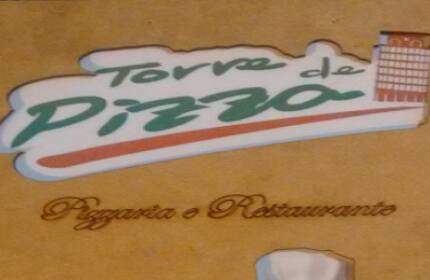 Torre de
Pizza
Pizzaria e Restaurante